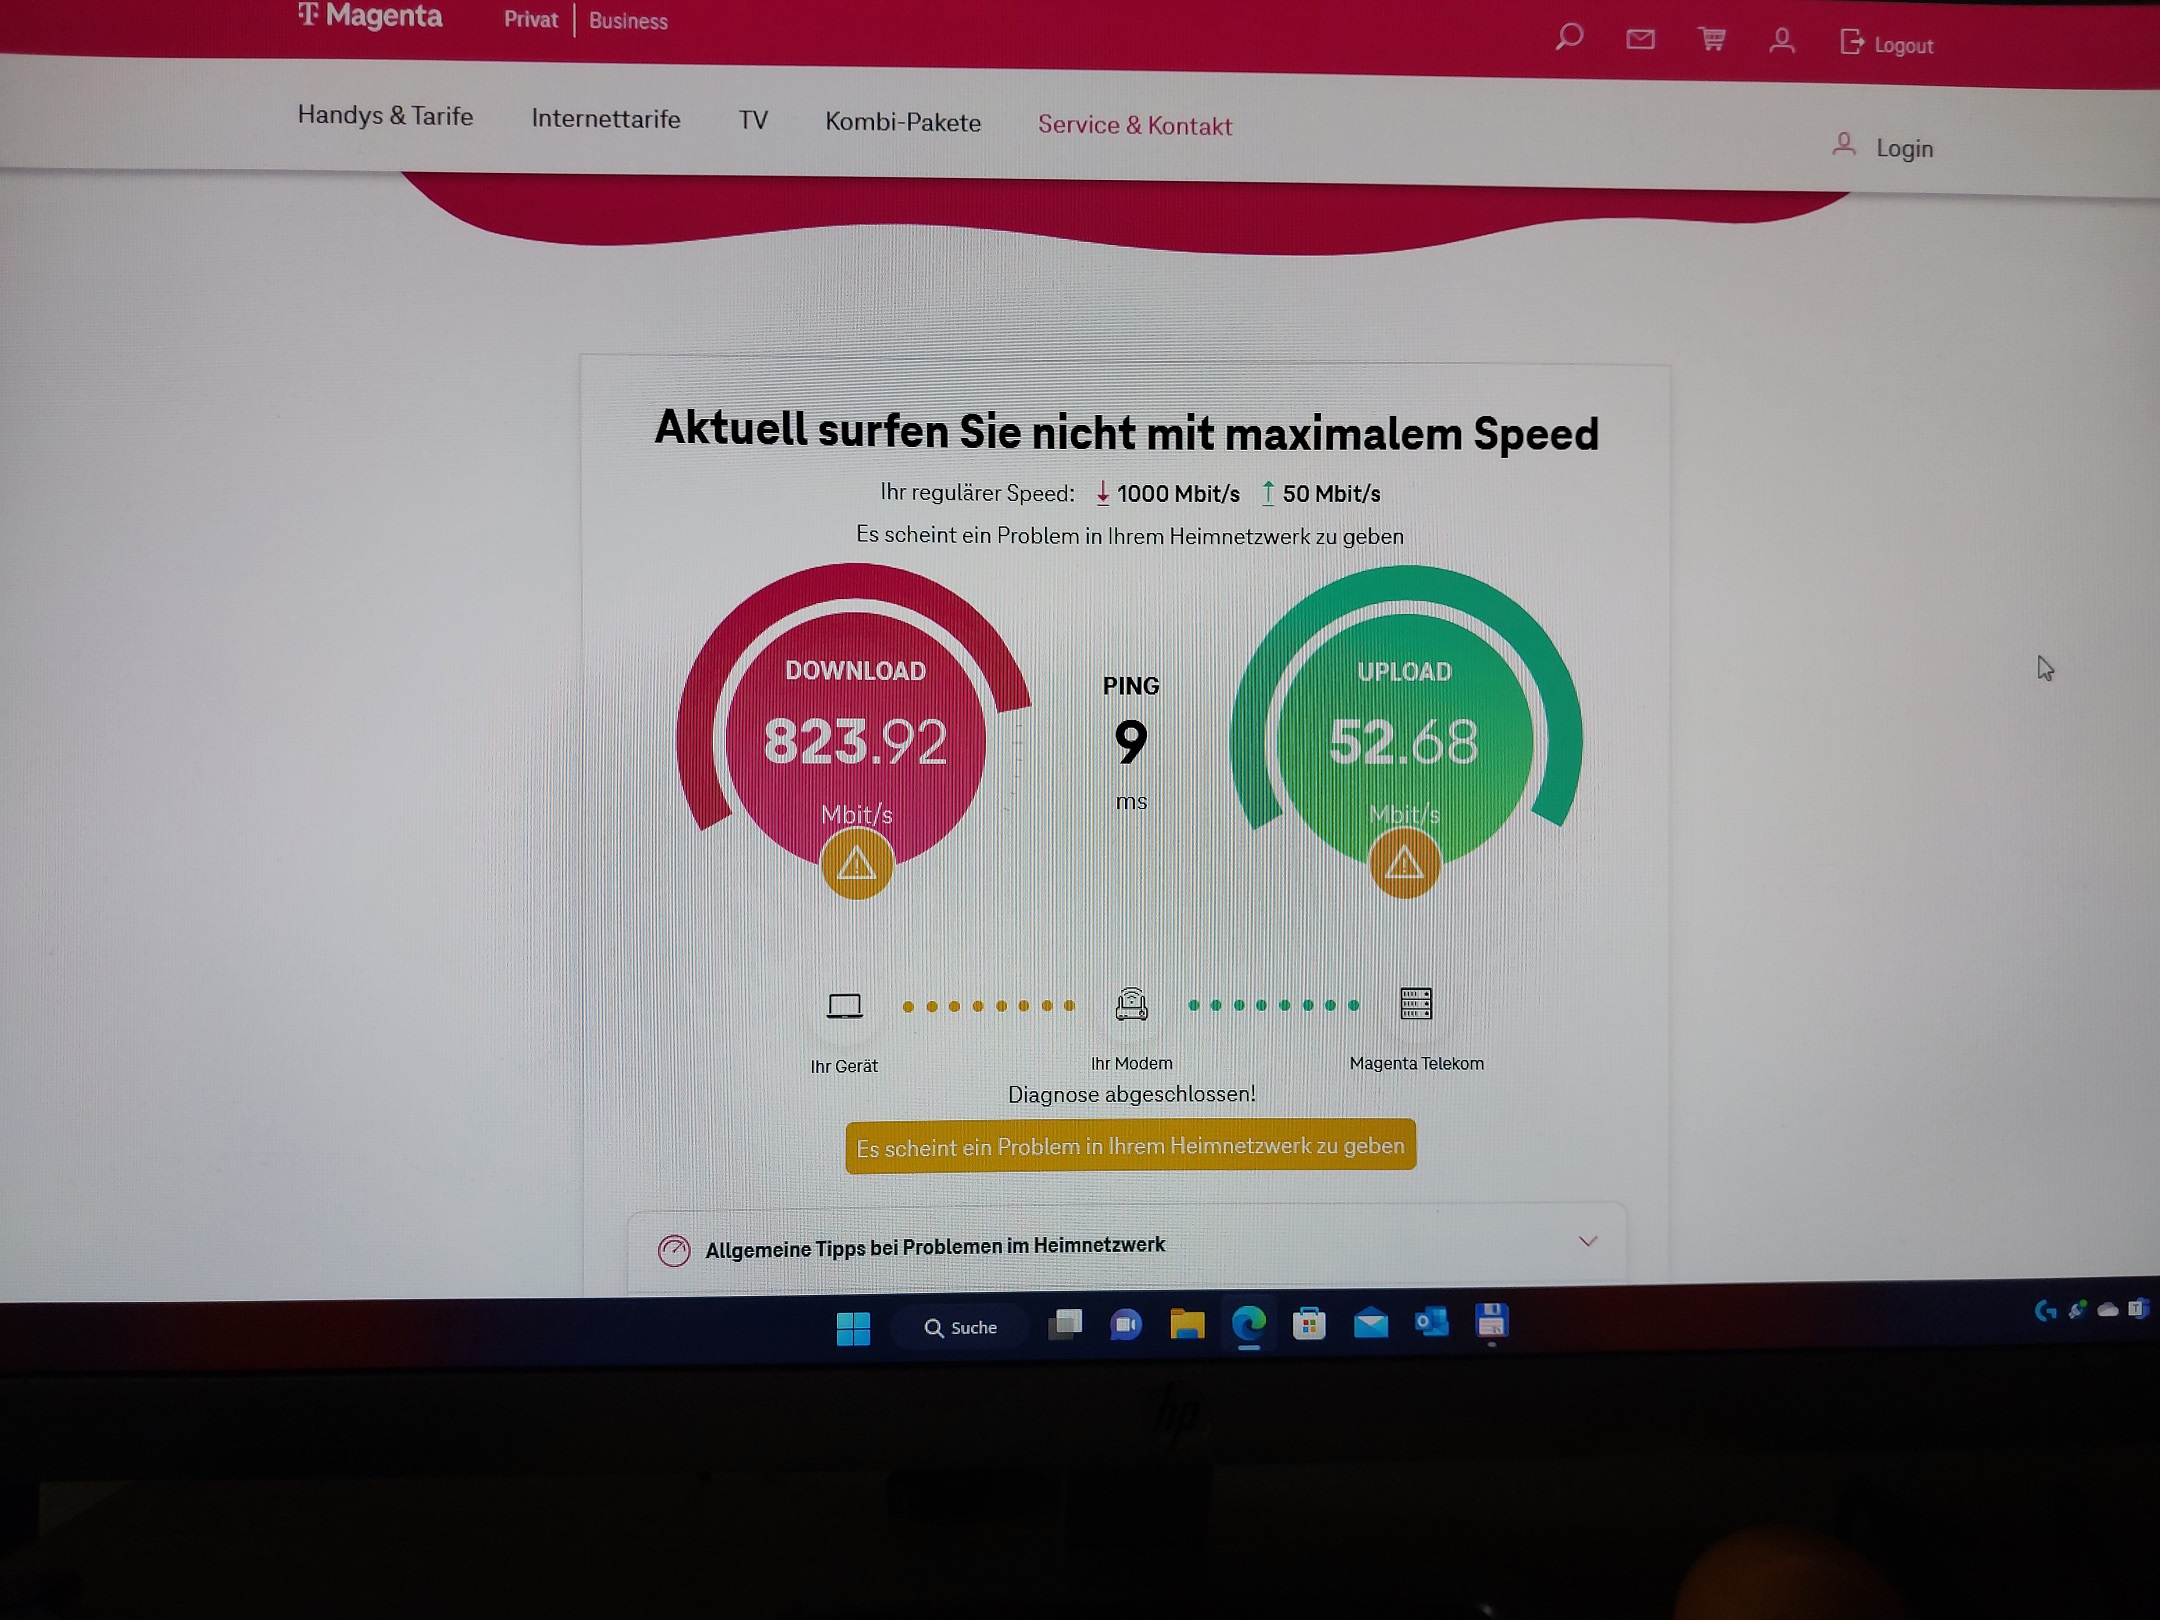 T Magenta Privat | Business Logout
Handys & Tarife Internettarife TV Kombi-Pakete Service & Kontakt Login
Aktuell surfen Sie nicht mit maximalem Speed
Ihr regulärer Speed: ↓ 1000 Mbit/s ↑ 50 Mbit/s
Es scheint ein Problem in Ihrem Heimnetzwerk zu geben
DOWNLOAD
823.92
Mbit/s
PING
9
ms
UPLOAD
52.68
Mbit/s
Ihr Gerät Ihr Modem Magenta Telekom
Diagnose abgeschlossen!
Es scheint ein Problem in Ihrem Heimnetzwerk zu geben
Allgemeine Tipps bei Problemen im Heimnetzwerk
Suche
hp